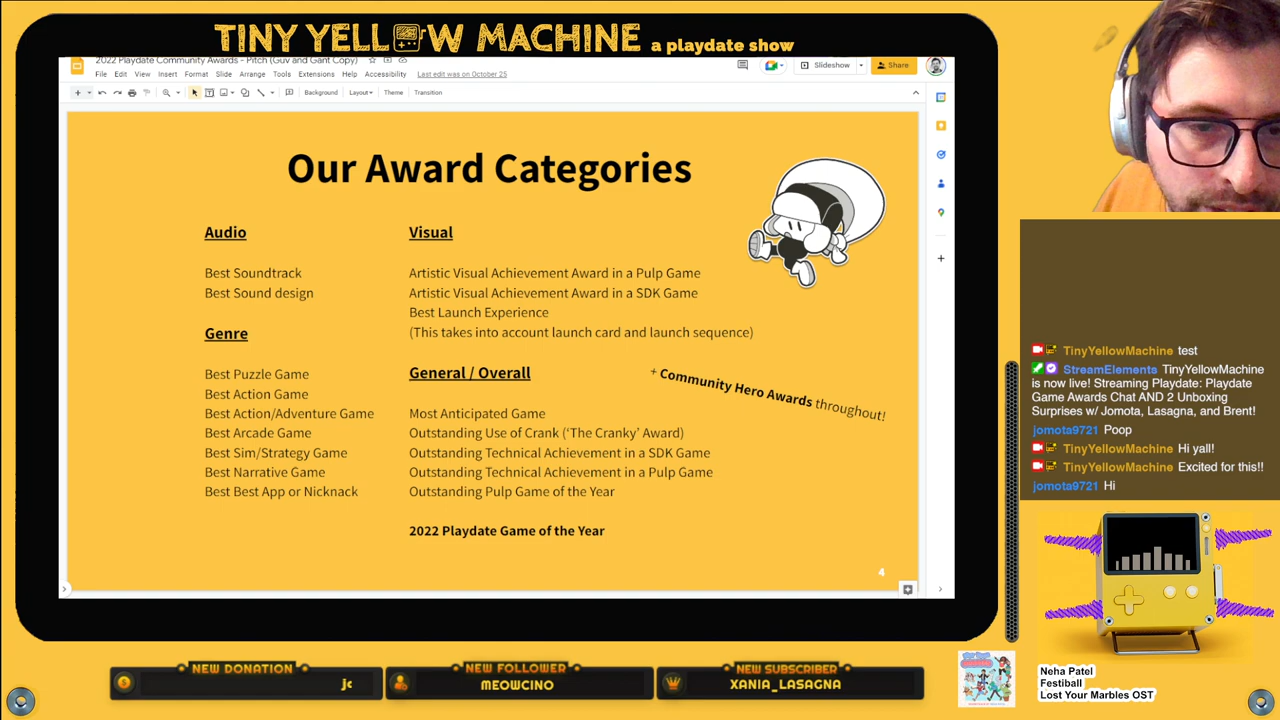 TINY YELLOW MACHINE a playdate show
2022 Playdate Community Awards - Pitch (Guv and Gant Copy)
File Edit View Insert Format Slide Arrange Tools Extensions Help Accessibility Last edit was on October 25
Slideshow
Share
Background Layout Theme Transition
Our Award Categories
Audio
Best Soundtrack
Best Sound design
Genre
Best Puzzle Game
Best Action Game
Best Action/Adventure Game
Best Arcade Game
Best Sim/Strategy Game
Best Narrative Game
Best Best App or Nicknack
Visual
Artistic Visual Achievement Award in a Pulp Game
Artistic Visual Achievement Award in a SDK Game
Best Launch Experience
(This takes into account launch card and launch sequence)
General / Overall
Most Anticipated Game
Outstanding Use of Crank (‘The Cranky’ Award)
Outstanding Technical Achievement in a SDK Game
Outstanding Technical Achievement in a Pulp Game
Outstanding Pulp Game of the Year
2022 Playdate Game of the Year
+ Community Hero Awards throughout!
4
TinyYellowMachine test
StreamElements TinyYellowMachine
is now live! Streaming Playdate: Playdate
Game Awards Chat AND 2 Unboxing
Surprises w/ Jomota, Lasagna, and Brent!
jomota9721 Poop
TinyYellowMachine Hi yall!
TinyYellowMachine Excited for this!!
jomota9721 Hi
NEW DONATION
jc
NEW FOLLOWER
MEOWCINO
NEW SUBSCRIBER
XANIA_LASAGNA
Neha Patel
Festiball
Lost Your Marbles OST